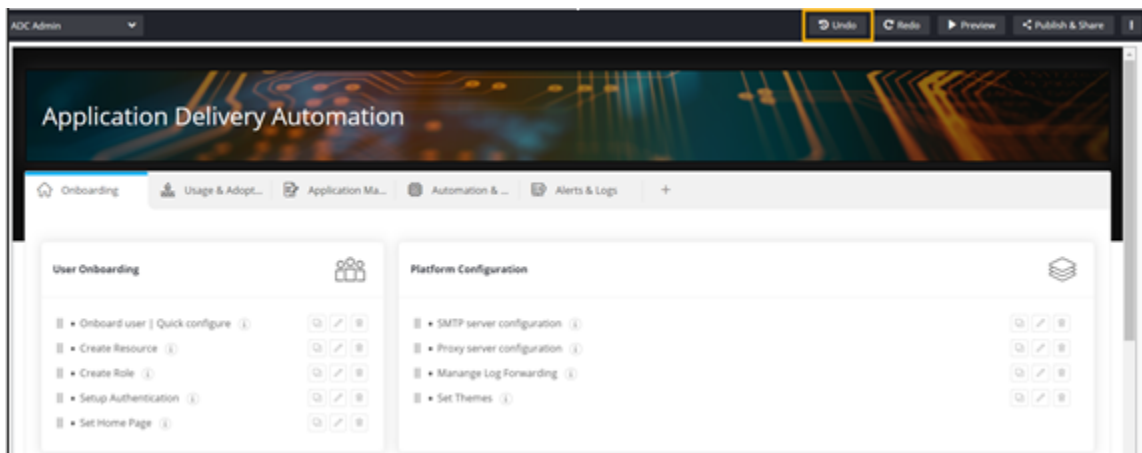 ADC Admin
Undo
Redo
Preview
Publish & Share
Application Delivery Automation
Onboarding
Usage & Adopt...
Application Ma...
Automation & ...
Alerts & Logs
+
User Onboarding
Platform Configuration
• Onboard user | Quick configure
• SMTP server configuration
• Create Resource
• Proxy server configuration
• Create Role
• Manange Log Forwarding
• Setup Authentication
• Set Themes
• Set Home Page